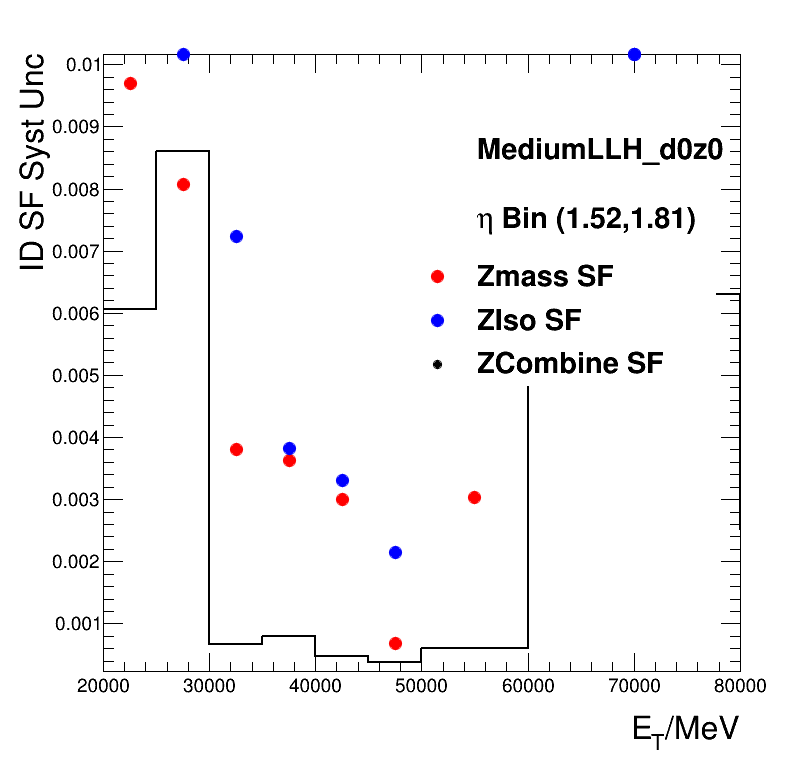 ID SF Syst Unc
0.01
0.009
0.008
0.007
0.006
0.005
0.004
0.003
0.002
0.001
MediumLLH_d0z0
η Bin (1.52,1.81)
Zmass SF
ZIso SF
ZCombine SF
20000 30000 40000 50000 60000 70000 80000
E_T/MeV